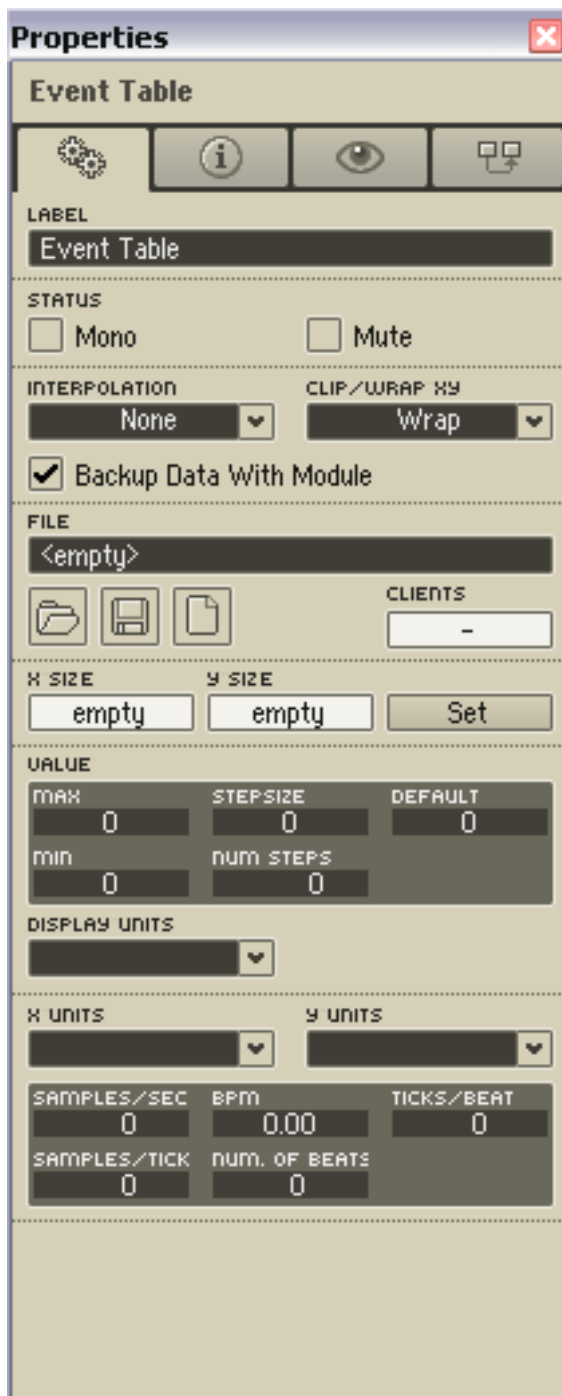 Properties
Event Table
LABEL
Event Table
STATUS
Mono Mute
INTERPOLATION CLIP/WRAP XY
None Wrap
Backup Data With Module
FILE
<empty>
CLIENTS
-
X SIZE Y SIZE
empty empty Set
VALUE
MAX STEPSIZE DEFAULT
0 0 0
MIN NUM STEPS
0 0
DISPLAY UNITS
X UNITS Y UNITS
SAMPLES/SEC BPM TICKS/BEAT
0 0.00 0
SAMPLES/TICK NUM. OF BEATS
0 0